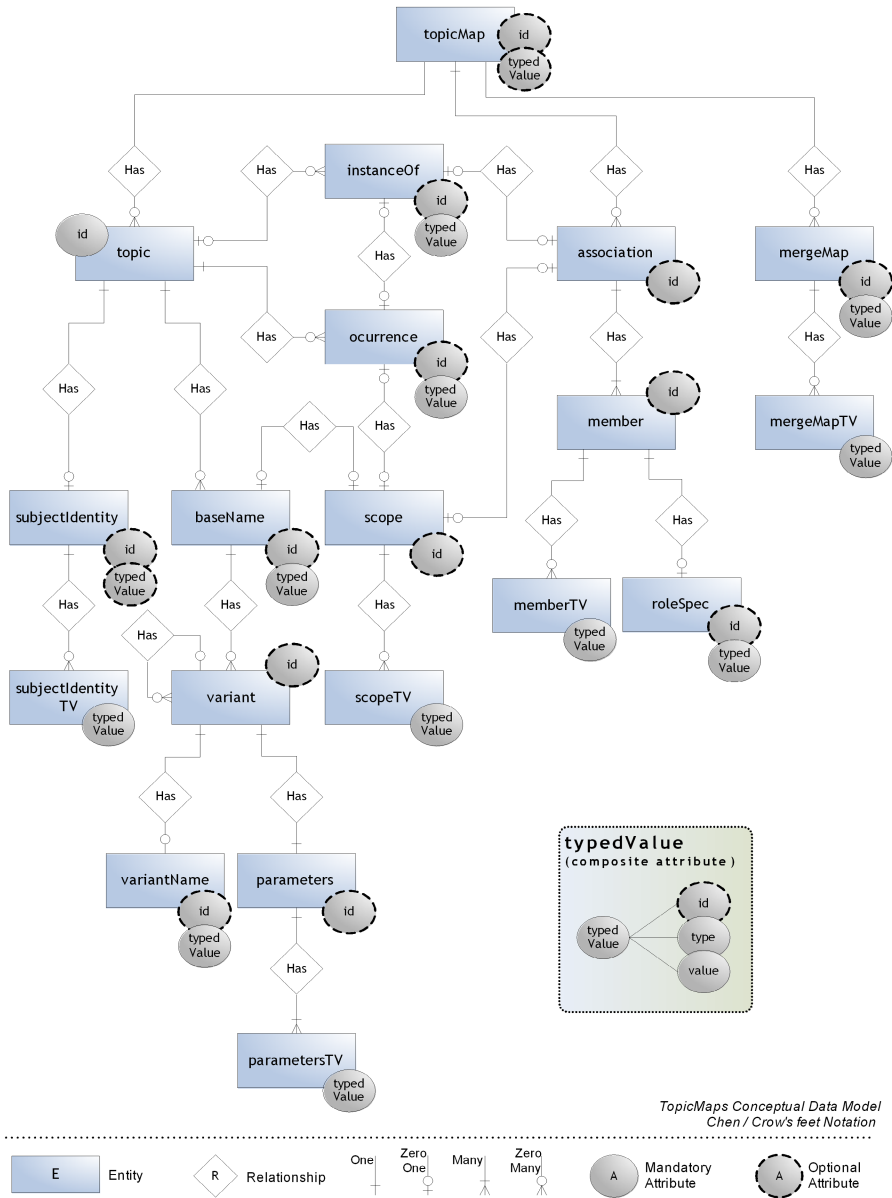 topicMap
id
typed
Value
Has
Has
Has
Has
Has
instanceOf
id
typed
Value
id
topic
association
id
mergeMap
id
typed
Value
Has
Has
ocurrence
id
typed
Value
Has
Has
id
member
mergeMapTV
typed
Value
Has
Has
Has
Has
subjectIdentity
id
typed
Value
baseName
id
typed
Value
scope
id
Has
Has
memberTV
typed
Value
roleSpec
id
typed
Value
Has
Has
Has
Has
subjectIdentity
TV
typed
Value
id
variant
scopeTV
typed
Value
Has
Has
variantName
id
typed
Value
parameters
id
Has
parametersTV
typed
Value
typedValue
(composite attribute)
typed
Value
id
type
value
TopicMaps Conceptual Data Model
Chen / Crow's feet Notation
E
Entity
R
Relationship
One
Zero
One
Many
Zero
Many
A
Mandatory
Attribute
A
Optional
Attribute